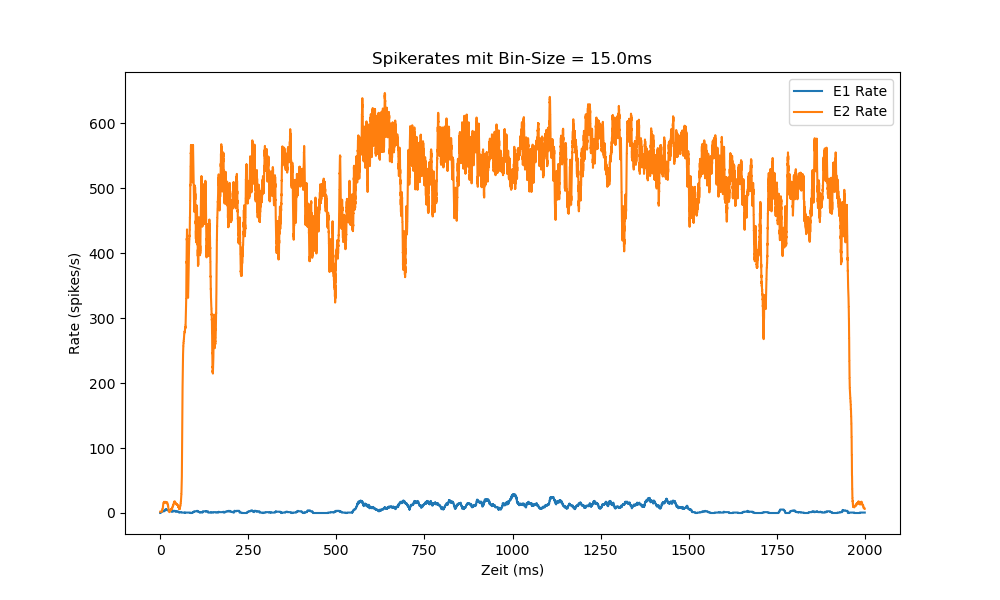 Spikerates mit Bin-Size = 15.0ms
E1 Rate
E2 Rate
Rate (spikes/s)
600
500
400
300
200
100
0
0 250 500 750 1000 1250 1500 1750 2000
Zeit (ms)